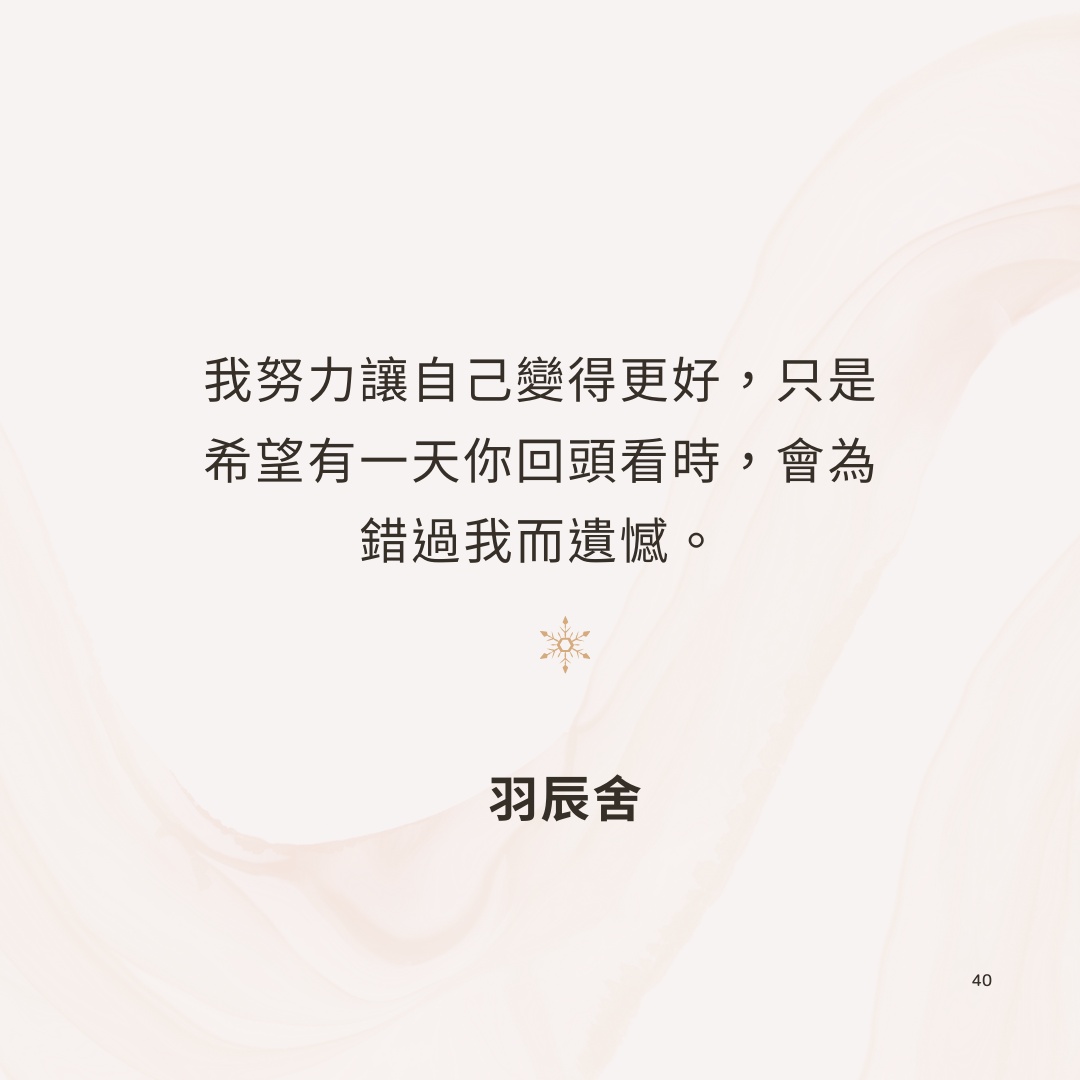 我努力讓自己變得更好，只是
希望有一天你回頭看時，會為
錯過我而遺憾。
羽辰舍
40